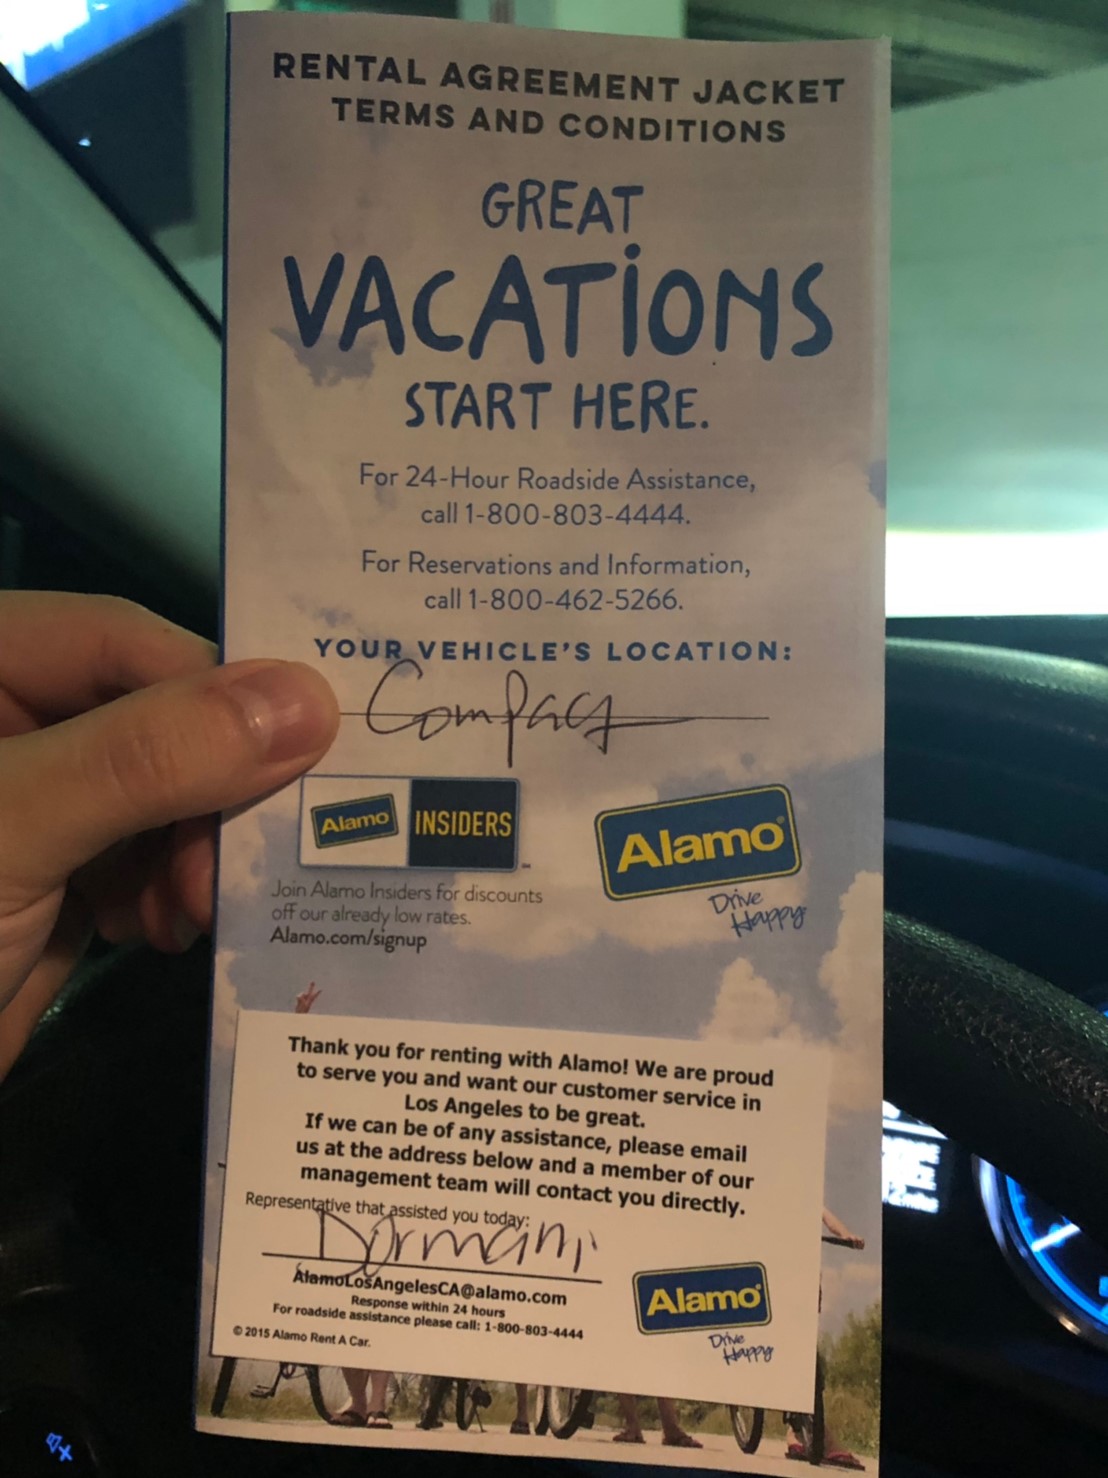 RENTAL AGREEMENT JACKET
TERMS AND CONDITIONS
GREAT
VACATIONS
START HERE.
For 24-Hour Roadside Assistance,
call 1-800-803-4444.
For Reservations and Information,
call 1-800-462-5266.
YOUR VEHICLE'S LOCATION:
Compact
Alamo INSIDERS
Join Alamo Insiders for discounts
off our already low rates.
Alamo.com/signup
Alamo
Drive
Happy
Thank you for renting with Alamo! We are proud
to serve you and want our customer service in
Los Angeles to be great.
If we can be of any assistance, please email
us at the address below and a member of our
management team will contact you directly.
Representative that assisted you today:
Dormani
AlamoLosAngelesCA@alamo.com
Response within 24 hours
For roadside assistance please call: 1-800-803-4444
© 2015 Alamo Rent A Car.
Alamo
Drive
Happy